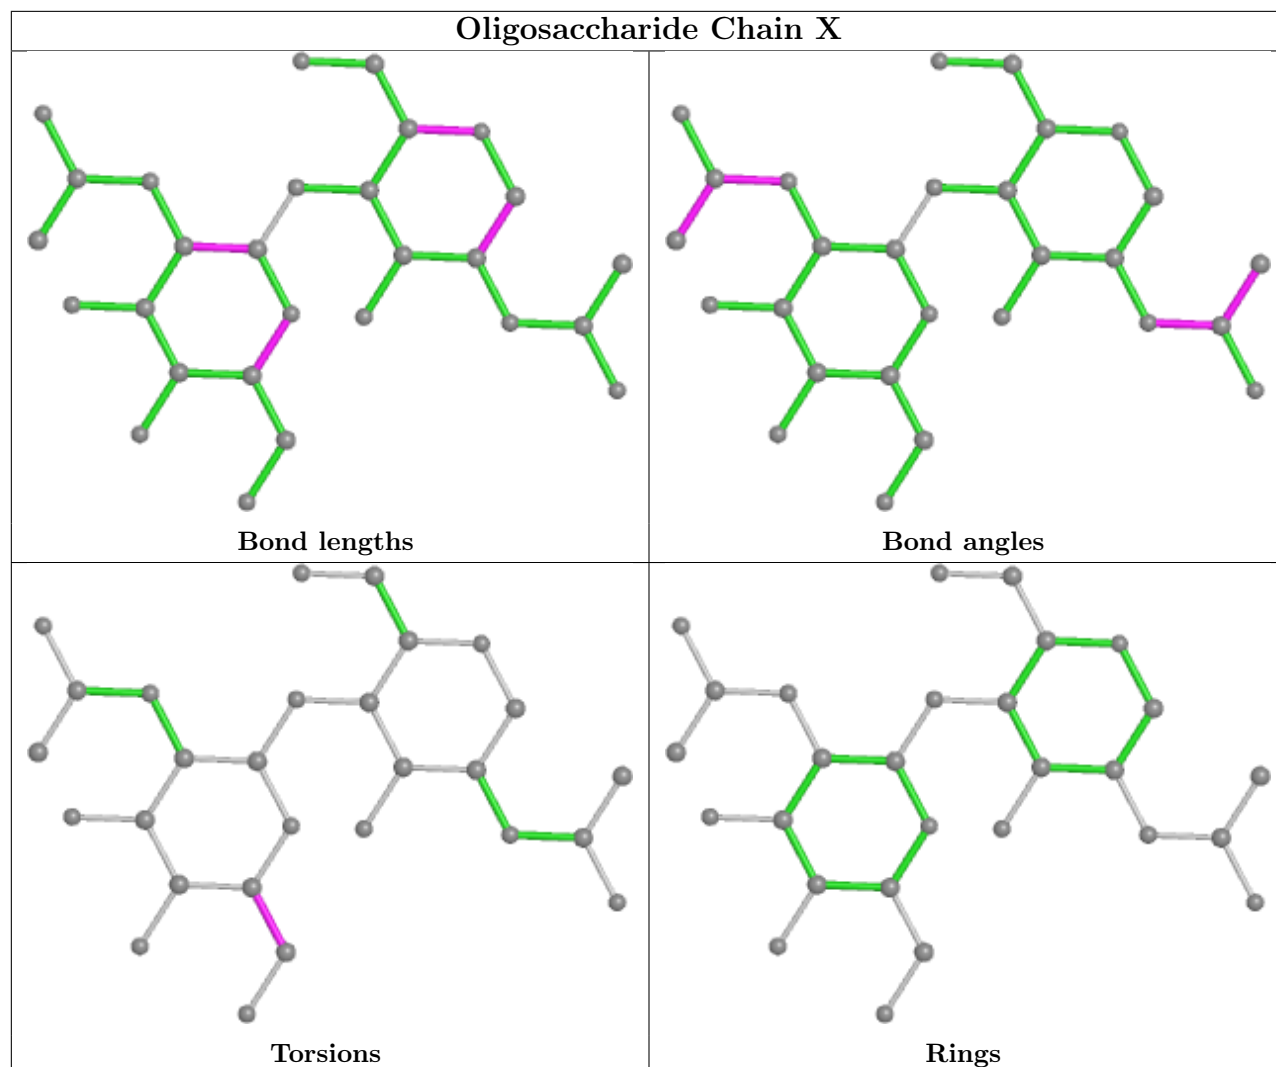 Oligosaccharide Chain X
Bond lengths
Bond angles
Torsions
Rings